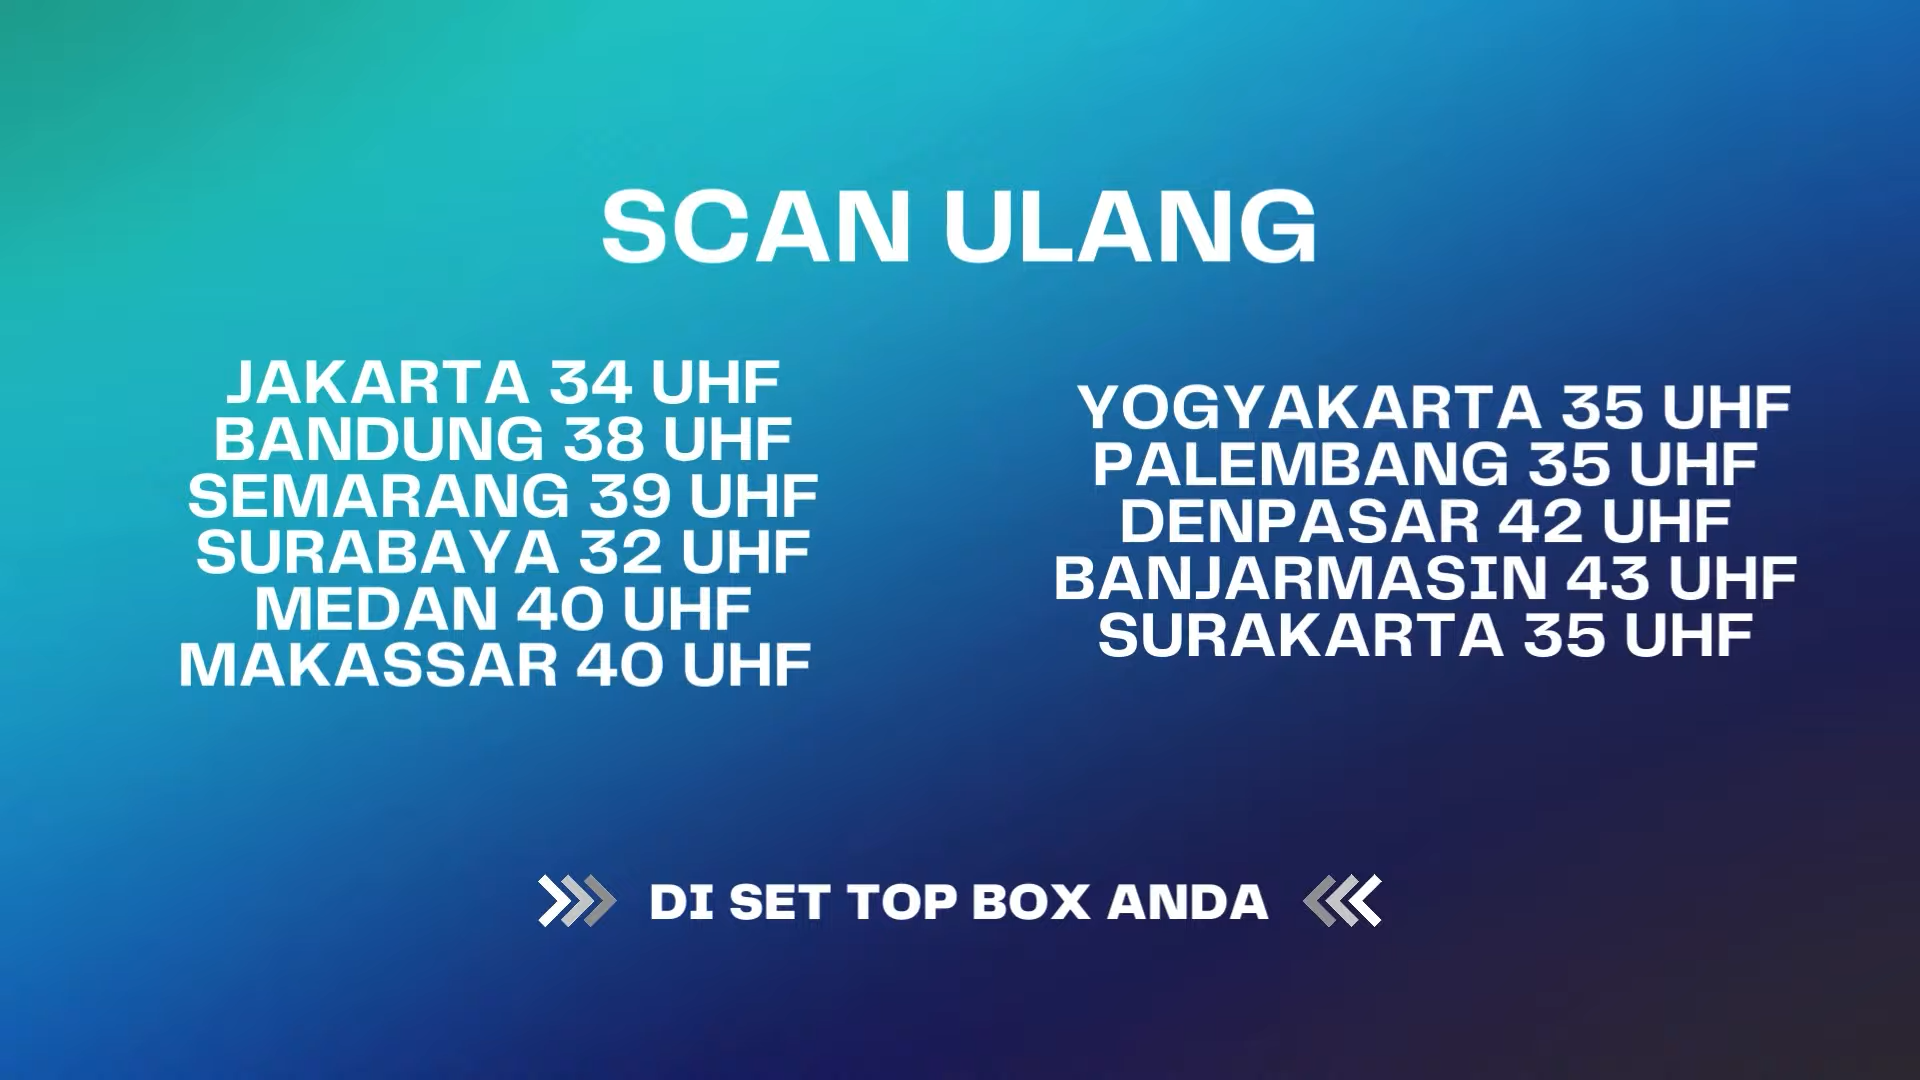 SCAN ULANG
JAKARTA 34 UHF
BANDUNG 38 UHF
SEMARANG 39 UHF
SURABAYA 32 UHF
MEDAN 40 UHF
MAKASSAR 40 UHF
YOGYAKARTA 35 UHF
PALEMBANG 35 UHF
DENPASAR 42 UHF
BANJARMASIN 43 UHF
SURAKARTA 35 UHF
DI SET TOP BOX ANDA